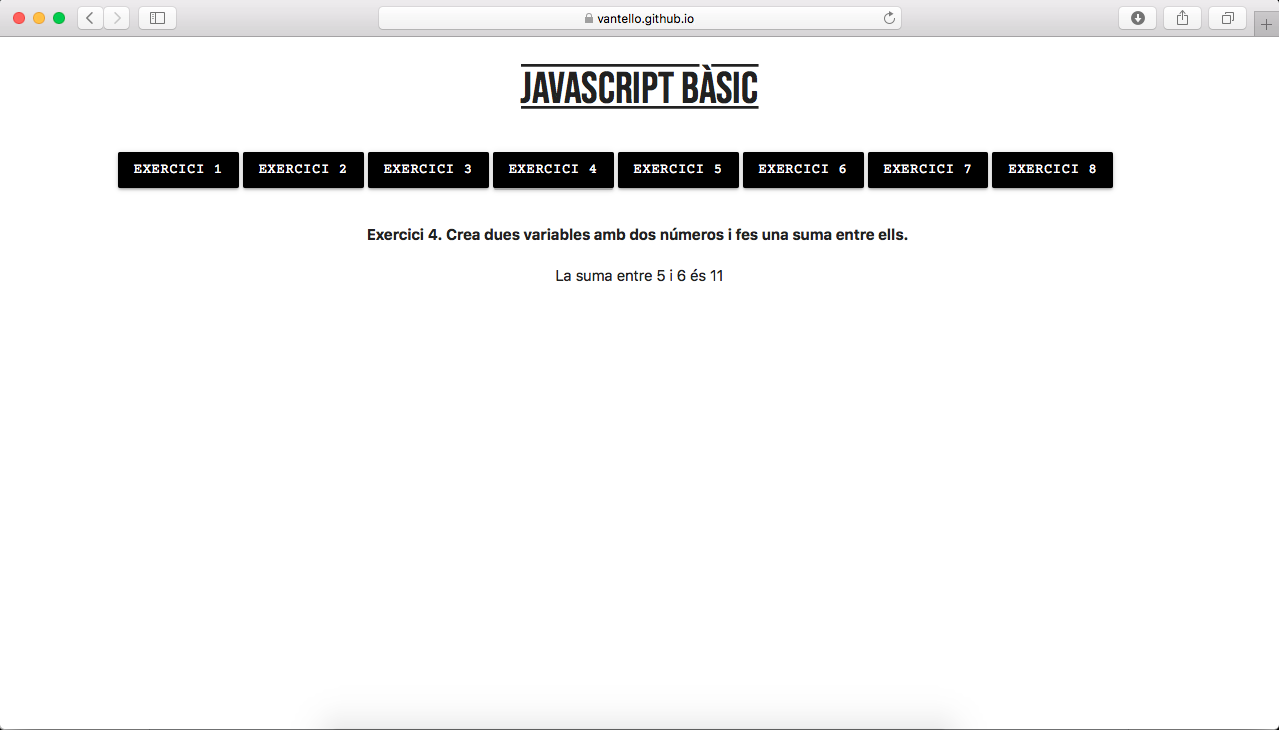 vantello.github.io
JAVASCRIPT BÀSIC
EXERCICI 1 EXERCICI 2 EXERCICI 3 EXERCICI 4 EXERCICI 5 EXERCICI 6 EXERCICI 7 EXERCICI 8
Exercici 4. Crea dues variables amb dos números i fes una suma entre ells.
La suma entre 5 i 6 és 11